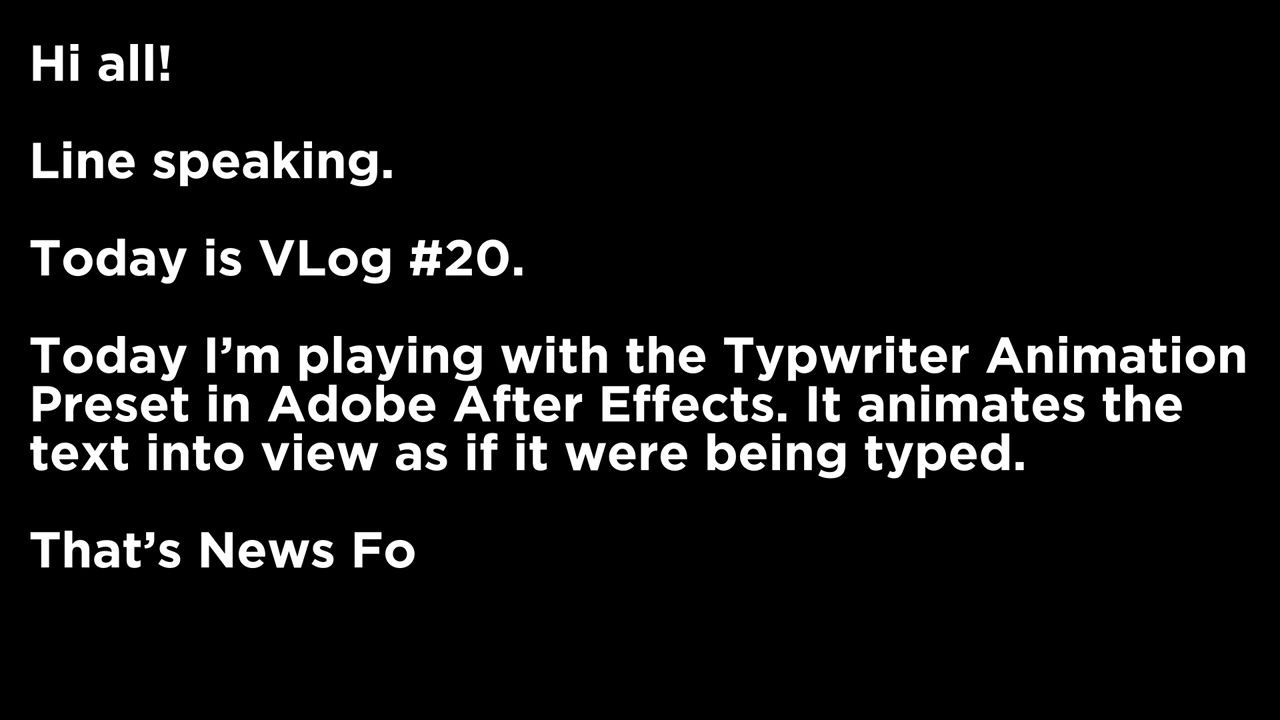 Hi all!
Line speaking.
Today is VLog #20.
Today I’m playing with the Typwriter Animation
Preset in Adobe After Effects. It animates the
text into view as if it were being typed.
That’s News Fo